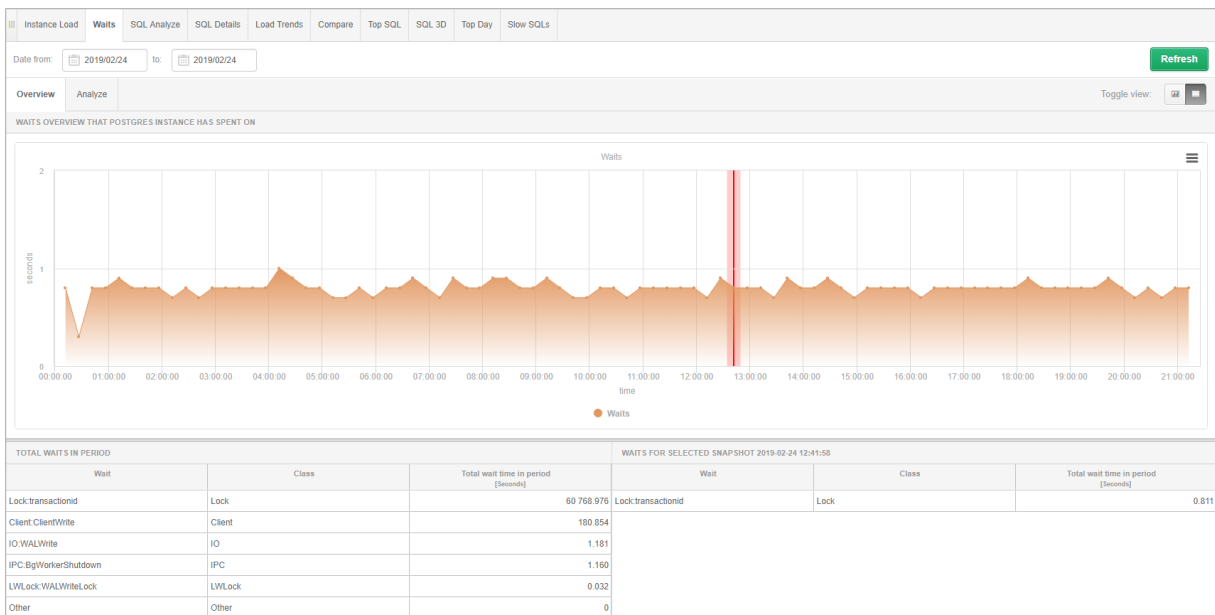 Instance Load Waits SQL Analyze SQL Details Load Trends Compare Top SQL SQL 3D Top Day Slow SQLs
Date from: 2019/02/24 to: 2019/02/24 Refresh
Overview Analyze Toggle view:
WAITS OVERVIEW THAT POSTGRES INSTANCE HAS SPENT ON
Waits
2
seconds
1
0
00:00:00 01:00:00 02:00:00 03:00:00 04:00:00 05:00:00 06:00:00 07:00:00 08:00:00 09:00:00 10:00:00 11:00:00 12:00:00 13:00:00 14:00:00 15:00:00 16:00:00 17:00:00 18:00:00 19:00:00 20:00:00 21:00:00
time
Waits
TOTAL WAITS IN PERIOD WAITS FOR SELECTED SNAPSHOT 2019-02-24 12:41:58
Wait Class Total wait time in period Wait Class Total wait time in period
[Seconds] [Seconds]
Lock:transactionid Lock 60 768.976 Lock:transactionid Lock 0.811
Client:ClientWrite Client 180.854
IO:WALWrite IO 1.181
IPC:BgWorkerShutdown IPC 1.160
LWLock:WALWriteLock LWLock 0.032
Other Other 0